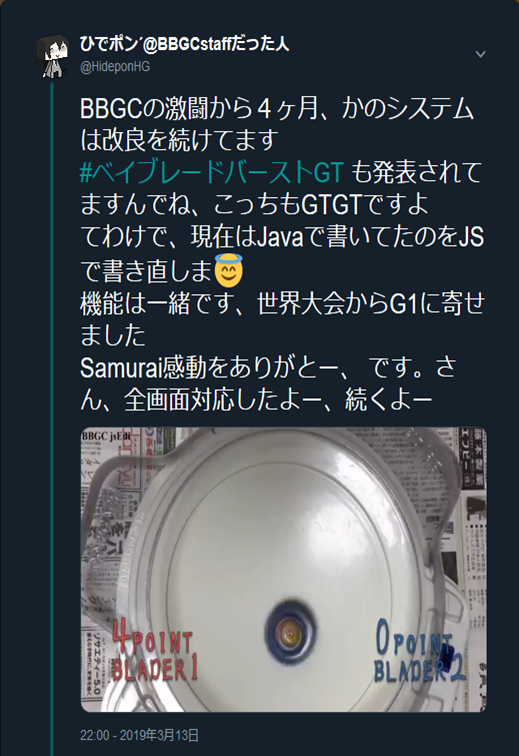 ひでポン´@BBGCstaffだった人
@HideponHG
BBGCの激闘から４ヶ月、かのシステム
は改良を続けてます
#ベイブレードバーストGT も発表されて
ますんでね、こっちもGTGTですよ
てわけで、現在はJavaで書いてたのをJS
で書き直しま😇
機能は一緒です、世界大会からG1に寄せ
ました
Samurai感動をありがとー、 です。さ
ん、全画面対応したよー、続くよー
BBGC jsEdi
4POINT
BLADER1
0POINT
BLADER2
22:00 - 2019年3月13日